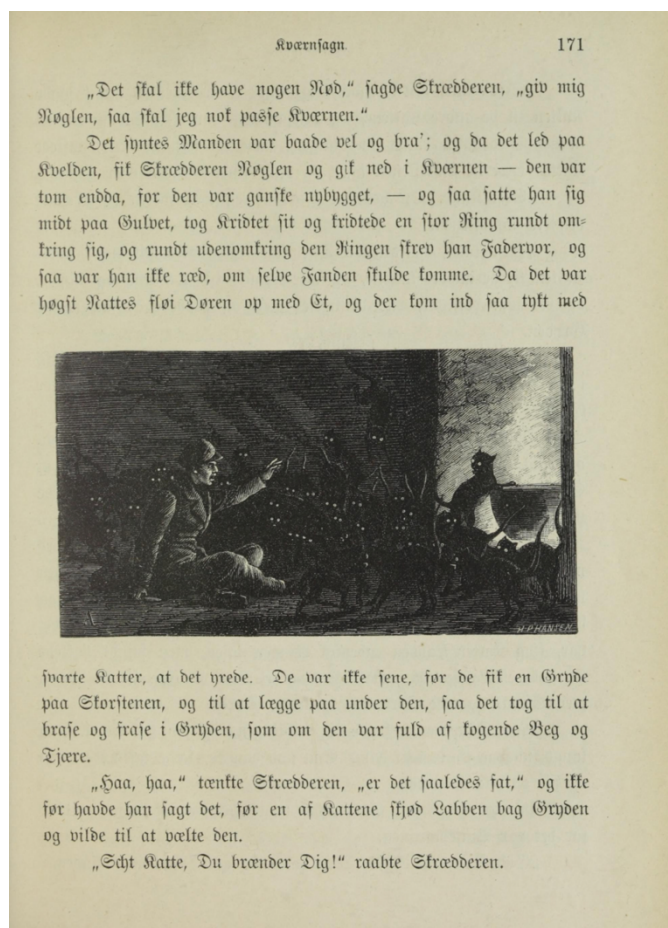 Kværnsagn.
171
„Det skal ikke have nogen Nød,“ sagde Skrædderen, „giv mig
Nøglen, saa skal jeg nok passe Kværnen.“
Det syntes Manden var baade vel og bra’; og da det led paa
Kvelden, fik Skrædderen Nøglen og gik ned i Kværnen — den var
tom endda, for den var ganske nybygget, — og saa satte han sig
midt paa Gulvet, tog Kridtet sit og kridtede en stor Ring rundt om-
kring sig, og rundt udenomkring den Ringen skrev han Fadervor, og
saa var han ikke ræd, om selve Fanden skulde komme. Da det var
høgst Nattes fløi Døren op med Et, og der kom ind saa tykt med
H.P.HANSEN.
svarte Katter, at det yrede. De var ikke sene, før de fik en Gryde
paa Skorstenen, og til at lægge paa under den, saa det tog til at
brase og frase i Gryden, som om den var fuld af kogende Beg og
Tjære.
„Haa, haa,“ tænkte Skrædderen, „er det saaledes fat,“ og ikke
før havde han sagt det, før en af Kattene skjød Labben bag Gryden
og vilde til at vælte den.
„Scht Katte, Du brænder Dig!“ raabte Skrædderen.